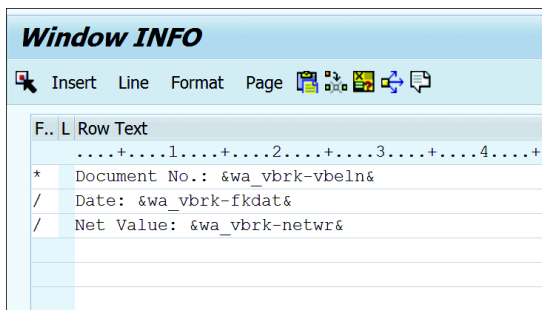 Window INFO
Insert Line Format Page
F.. L Row Text
....+....1....+....2....+....3....+....4....+
* Document No.: &wa_vbrk-vbeln&
/ Date: &wa_vbrk-fkdat&
/ Net Value: &wa_vbrk-netwr&